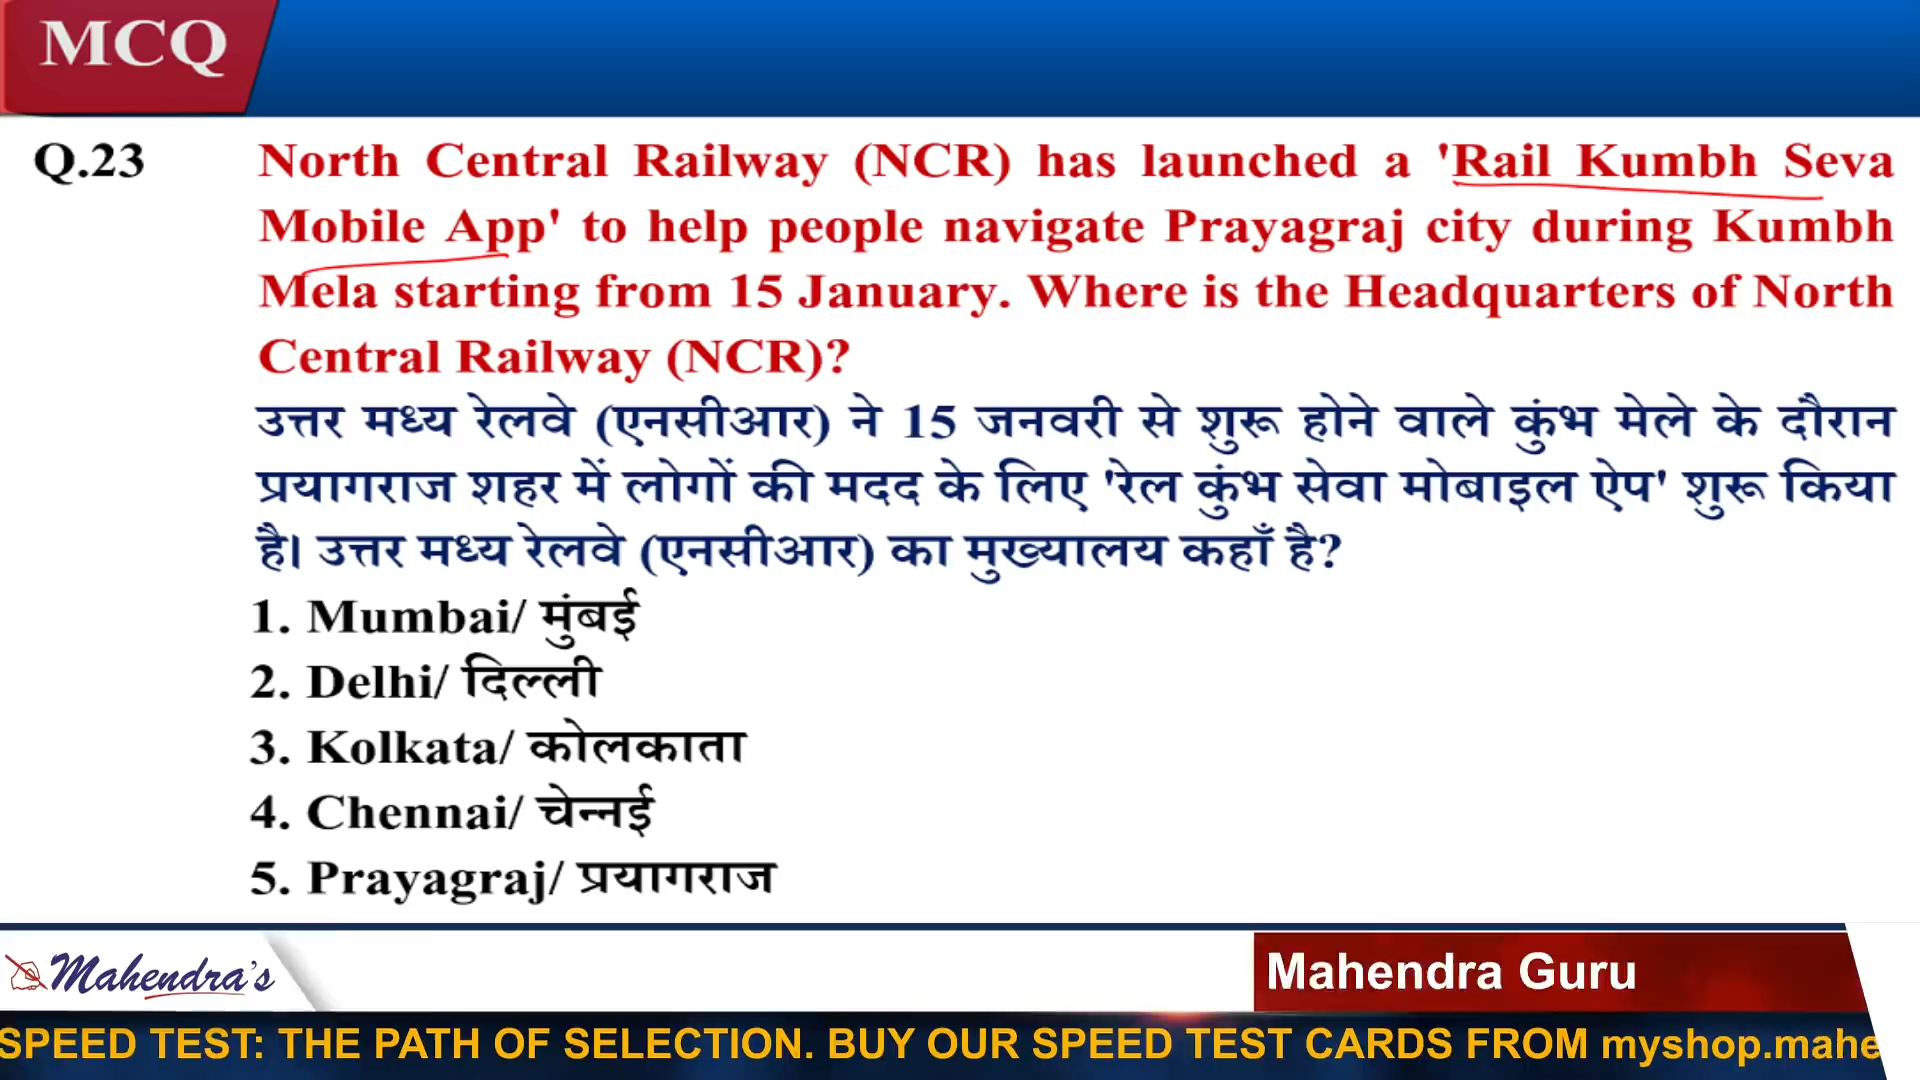 MCQ
Q.23 North Central Railway (NCR) has launched a 'Rail Kumbh Seva
Mobile App' to help people navigate Prayagraj city during Kumbh
Mela starting from 15 January. Where is the Headquarters of North
Central Railway (NCR)?
उत्तर मध्य रेलवे (एनसीआर) ने 15 जनवरी से शुरू होने वाले कुंभ मेले के दौरान
प्रयागराज शहर में लोगों की मदद के लिए 'रेल कुंभ सेवा मोबाइल ऐप' शुरू किया
है। उत्तर मध्य रेलवे (एनसीआर) का मुख्यालय कहाँ है?
1. Mumbai/ मुंबई
2. Delhi/ दिल्ली
3. Kolkata/ कोलकाता
4. Chennai/ चेन्नई
5. Prayagraj/ प्रयागराज
Mahendra's
Mahendra Guru
SPEED TEST: THE PATH OF SELECTION. BUY OUR SPEED TEST CARDS FROM myshop.mahe